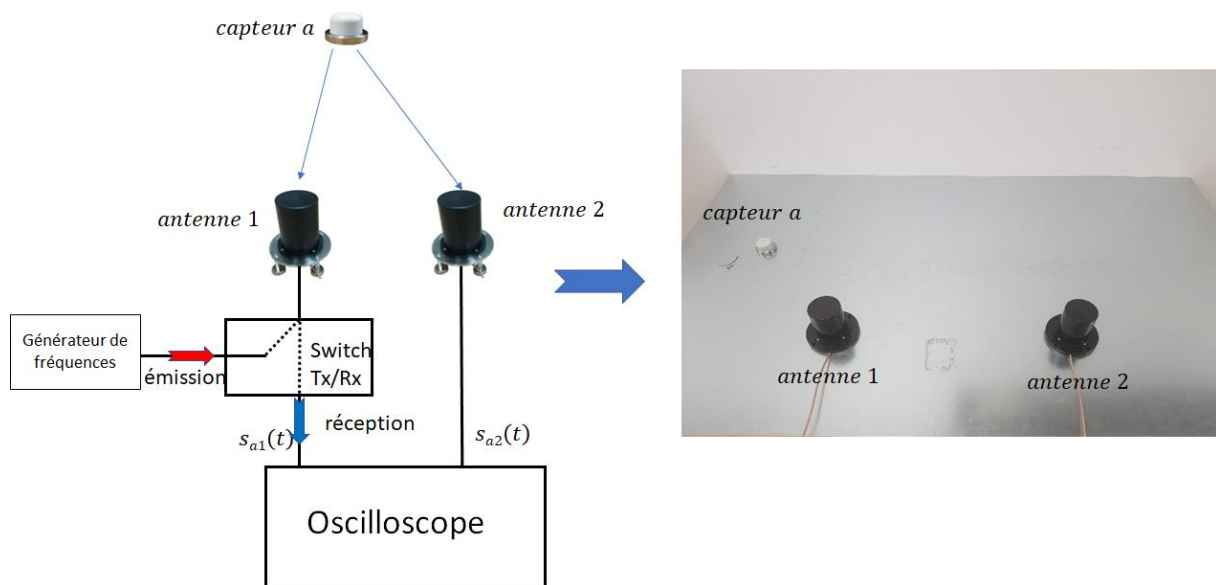 capteur a
antenne 1
antenne 2
Générateur de
fréquences
émission
Switch
Tx/Rx
réception
s_{a1}(t)
s_{a2}(t)
Oscilloscope
capteur a
antenne 1
antenne 2